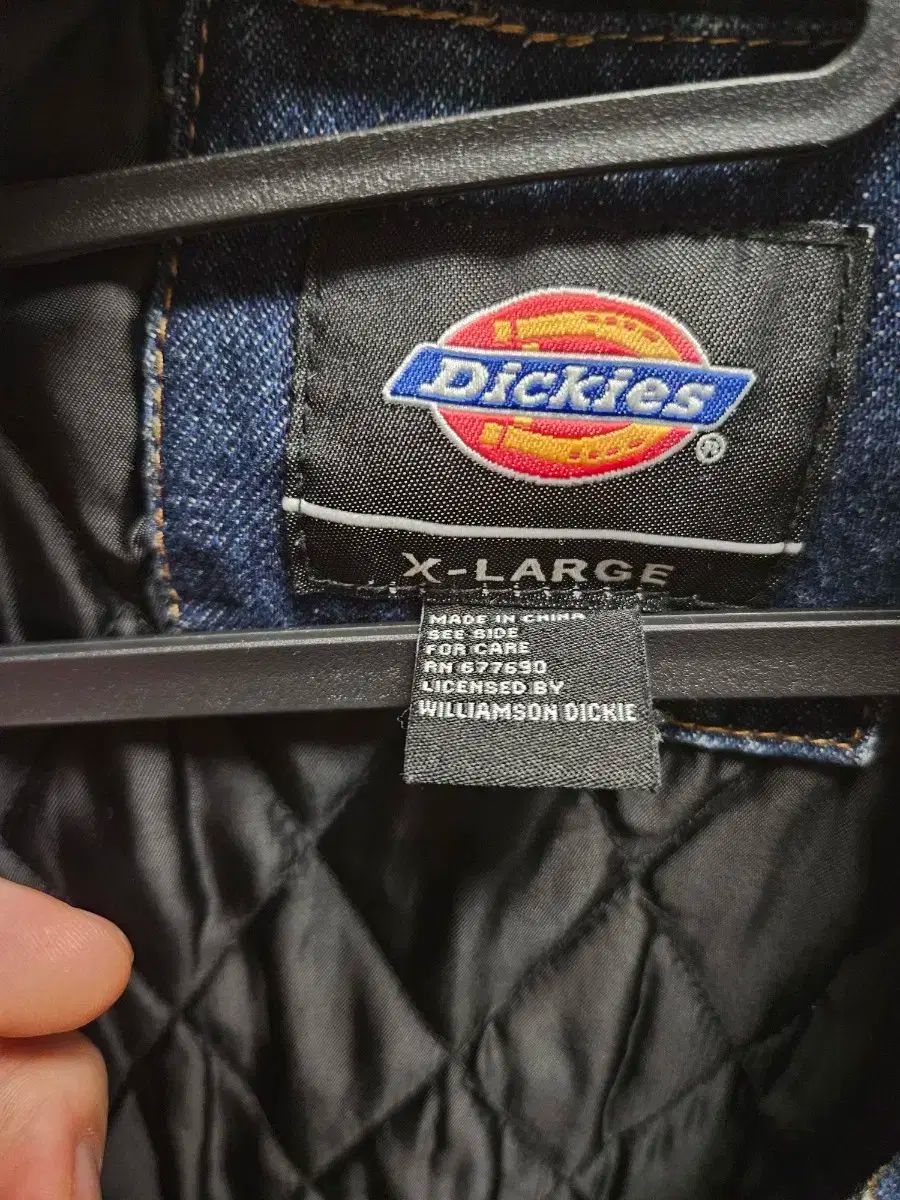 Dickies®
X-LARGE
MADE IN CHINA
SEE SIDE
FOR CARE
RN 677690
LICENSED BY
WILLIAMSON DICKIE